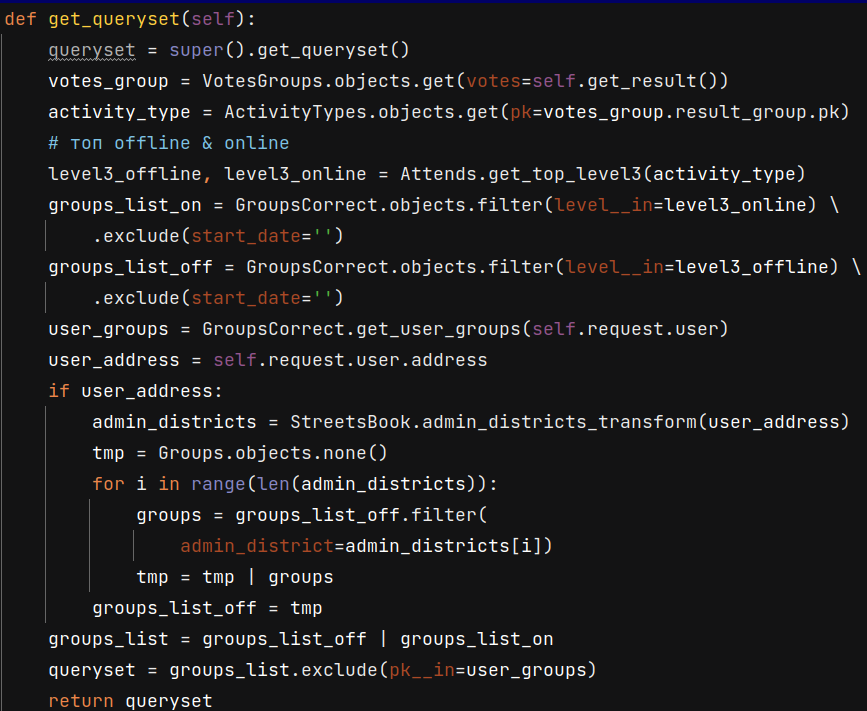 def get_queryset(self):
    queryset = super().get_queryset()
    votes_group = VotesGroups.objects.get(votes=self.get_result())
    activity_type = ActivityTypes.objects.get(pk=votes_group.result_group.pk)
    # топ offline & online
    level3_offline, level3_online = Attends.get_top_level3(activity_type)
    groups_list_on = GroupsCorrect.objects.filter(level__in=level3_online) \
        .exclude(start_date='')
    groups_list_off = GroupsCorrect.objects.filter(level__in=level3_offline) \
        .exclude(start_date='')
    user_groups = GroupsCorrect.get_user_groups(self.request.user)
    user_address = self.request.user.address
    if user_address:
        admin_districts = StreetsBook.admin_districts_transform(user_address)
        tmp = Groups.objects.none()
        for i in range(len(admin_districts)):
            groups = groups_list_off.filter(
                admin_district=admin_districts[i])
            tmp = tmp | groups
        groups_list_off = tmp
    groups_list = groups_list_off | groups_list_on
    queryset = groups_list.exclude(pk__in=user_groups)
    return queryset